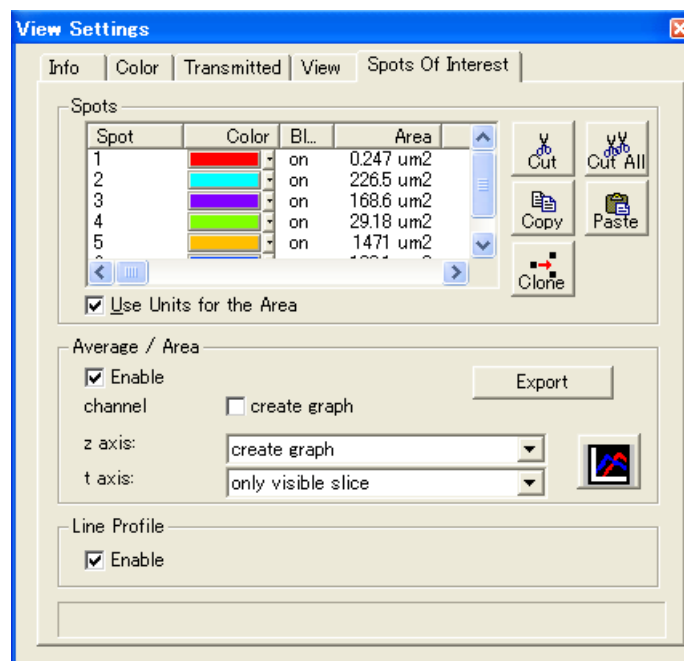 View Settings
Info Color Transmitted View Spots Of Interest
Spots
Spot Color Bl... Area
1 on 0.247 um2
2 on 226.5 um2
3 on 168.6 um2
4 on 29.18 um2
5 on 1471 um2
Cut
Cut All
Copy
Paste
Clone
Use Units for the Area
Average / Area
Enable
Export
channel create graph
z axis: create graph
t axis: only visible slice
Line Profile
Enable